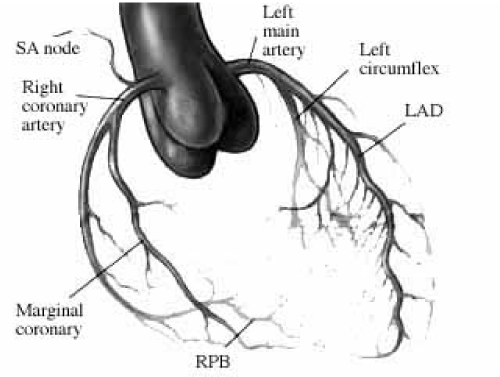 Left
main
artery
SA node
Left
circumflex
Right
coronary
artery
LAD
Marginal
coronary
RPB